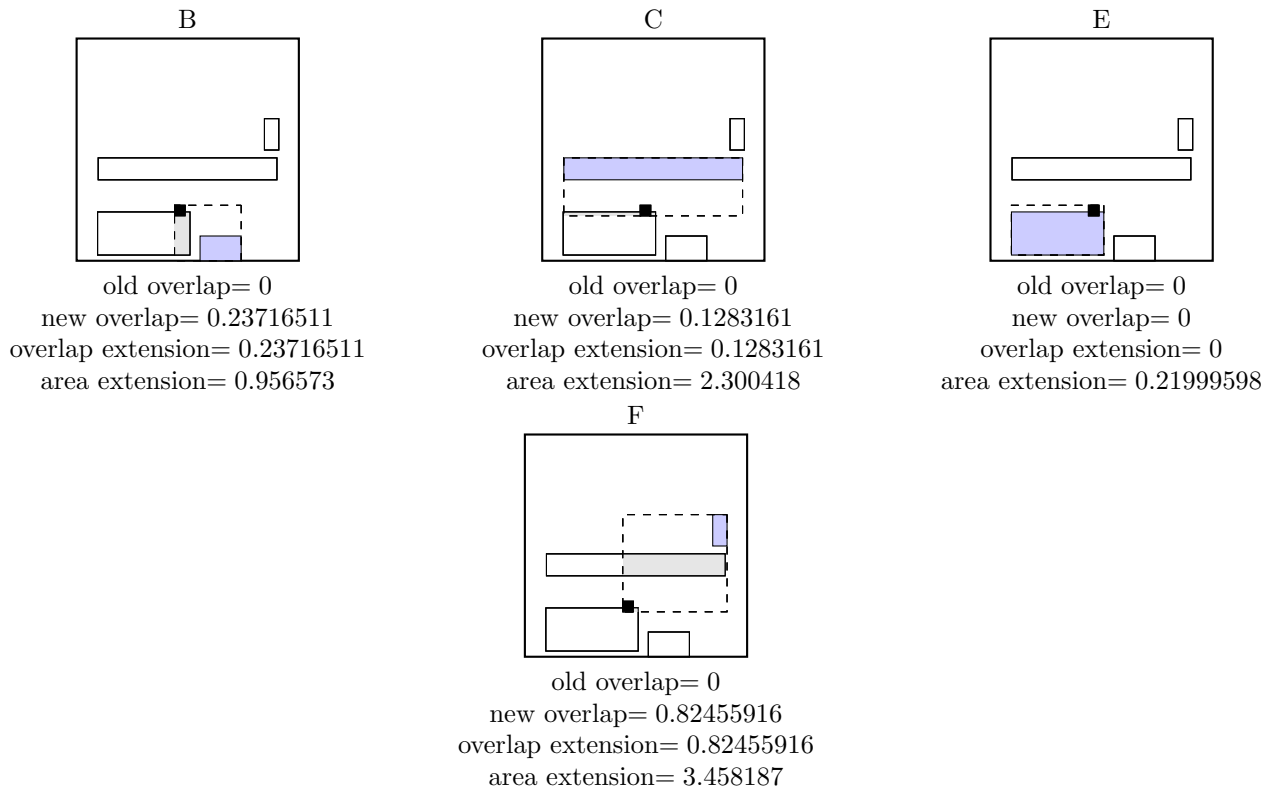 B
old overlap= 0
new overlap= 0.23716511
overlap extension= 0.23716511
area extension= 0.956573
C
old overlap= 0
new overlap= 0.1283161
overlap extension= 0.1283161
area extension= 2.300418
E
old overlap= 0
new overlap= 0
overlap extension= 0
area extension= 0.21999598
F
old overlap= 0
new overlap= 0.82455916
overlap extension= 0.82455916
area extension= 3.458187